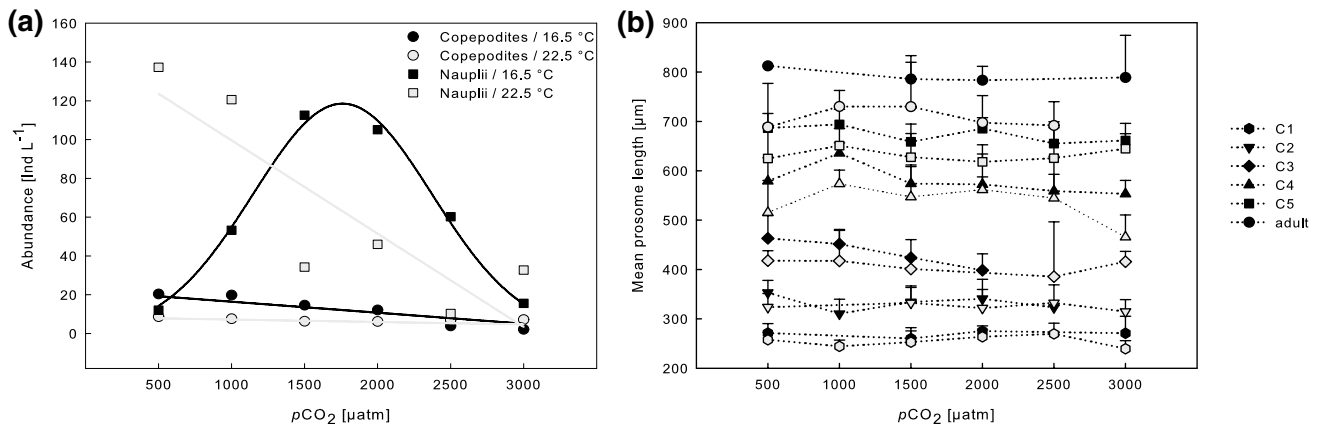 (a)
160
140
120
100
80
60
40
20
0
Abundance [Ind L-1]
Copepodites / 16.5 °C
Copepodites / 22.5 °C
Nauplii / 16.5 °C
Nauplii / 22.5 °C
500 1000 1500 2000 2500 3000
pCO2 [µatm]
(b)
900
800
700
600
500
400
300
200
Mean prosome length [µm]
500 1000 1500 2000 2500 3000
pCO2 [µatm]
C1
C2
C3
C4
C5
adult